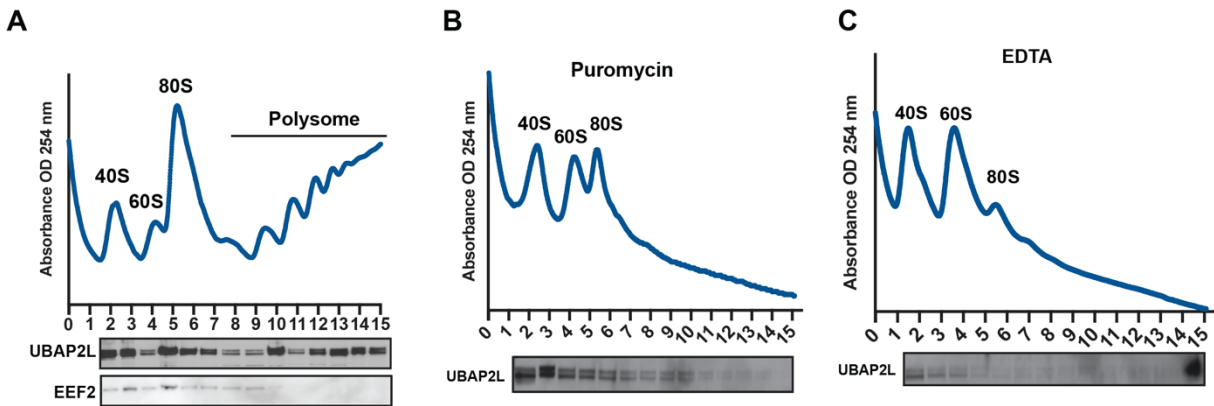 A
Absorbance OD 254 nm
40S
60S
80S
Polysome
0 1 2 3 4 5 6 7 8 9 10 11 12 13 14 15
UBAP2L
EEF2
B
Puromycin
Absorbance OD 254 nm
40S
60S
80S
0 1 2 3 4 5 6 7 8 9 10 11 12 13 14 15
UBAP2L
C
EDTA
Absorbance OD 254 nm
40S
60S
80S
0 1 2 3 4 5 6 7 8 9 10 11 12 13 14 15
UBAP2L